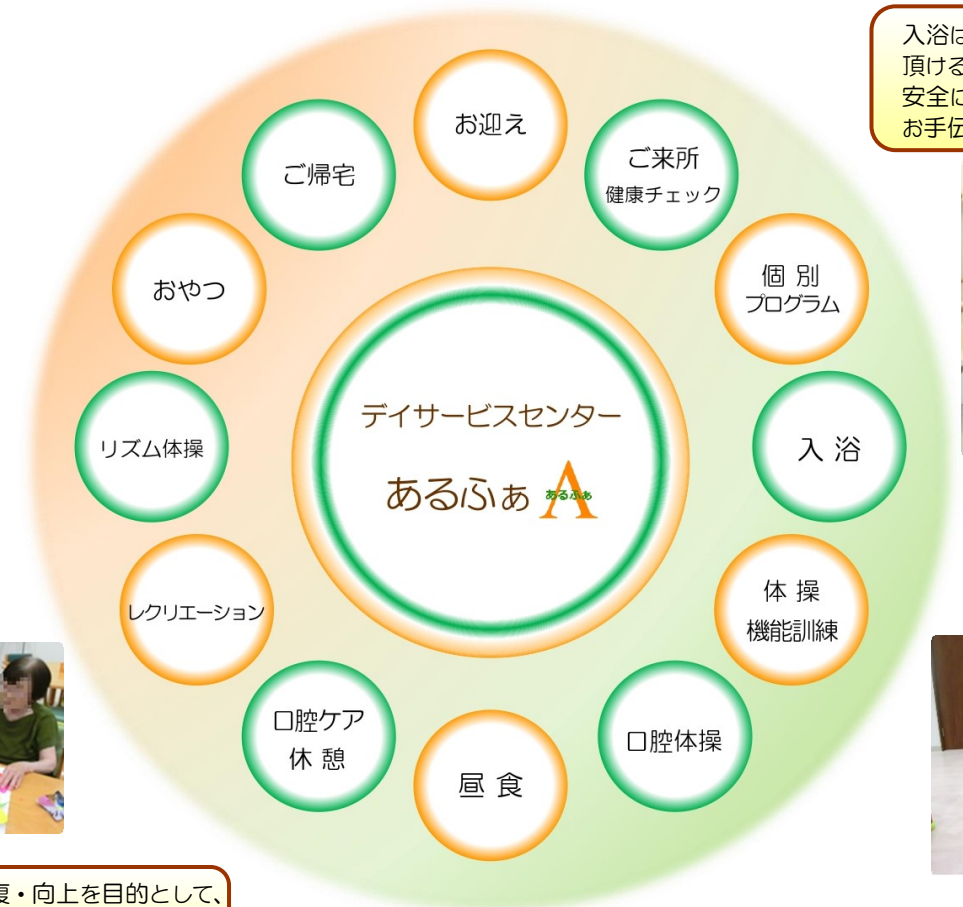 お迎え
ご来所
健康チェック
個 別
プログラム
入 浴
体 操
機能訓練
口腔体操
昼 食
口腔ケア
休 憩
レクリエーション
リズム体操
おやつ
ご帰宅
デイサービスセンター
あるふぁ A あるふぁ
入浴
頂ける
安全に
お手伝
・向上を目的として、